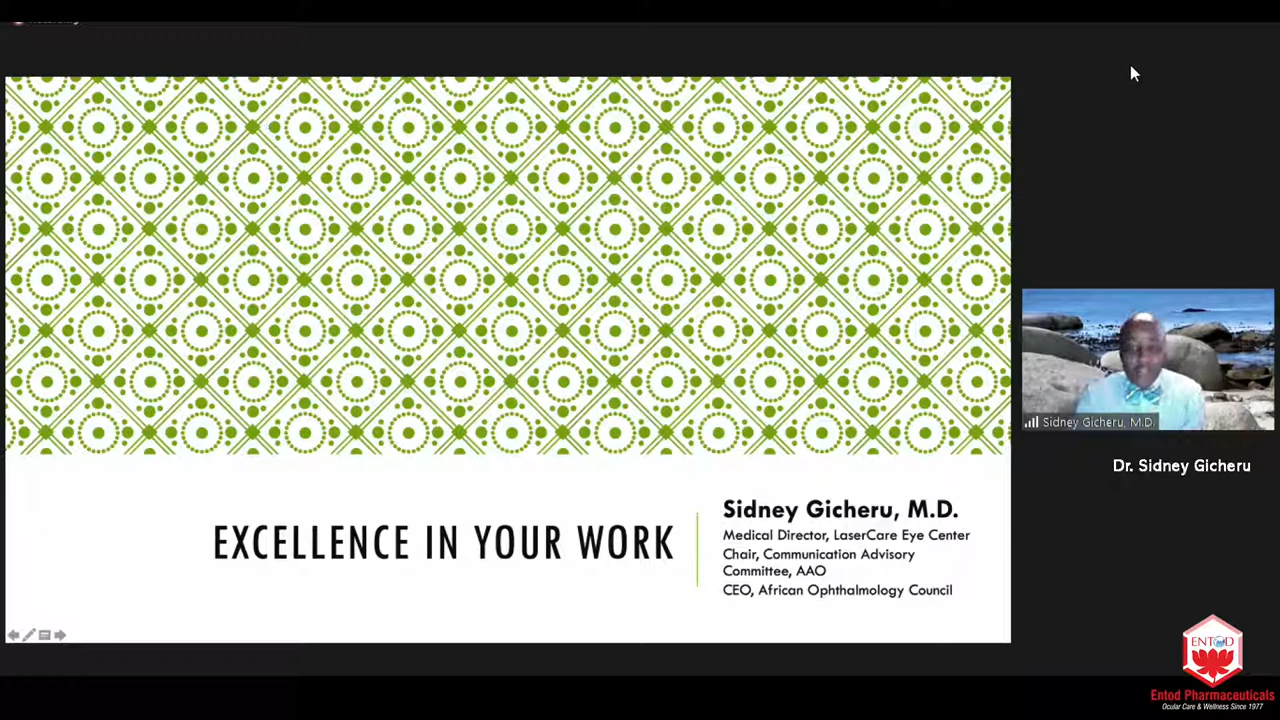 EXCELLENCE IN YOUR WORK
Sidney Gicheru, M.D.
Medical Director, LaserCare Eye Center
Chair, Communication Advisory
Committee, AAO
CEO, African Ophthalmology Council
Sidney Gicheru, M.D.
Dr. Sidney Gicheru
ENTOD
Entod Pharmaceuticals
Ocular Care & Wellness Since 1977